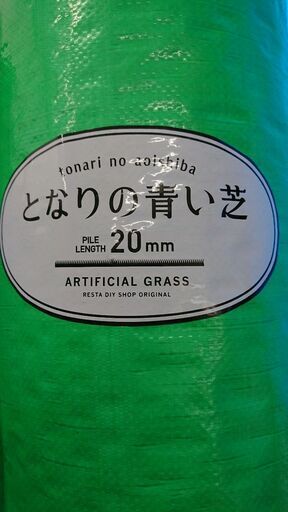 tonari no aoishiba
となりの青い芝
PILE LENGTH 20mm
ARTIFICIAL GRASS
RESTA DIY SHOP ORIGINAL